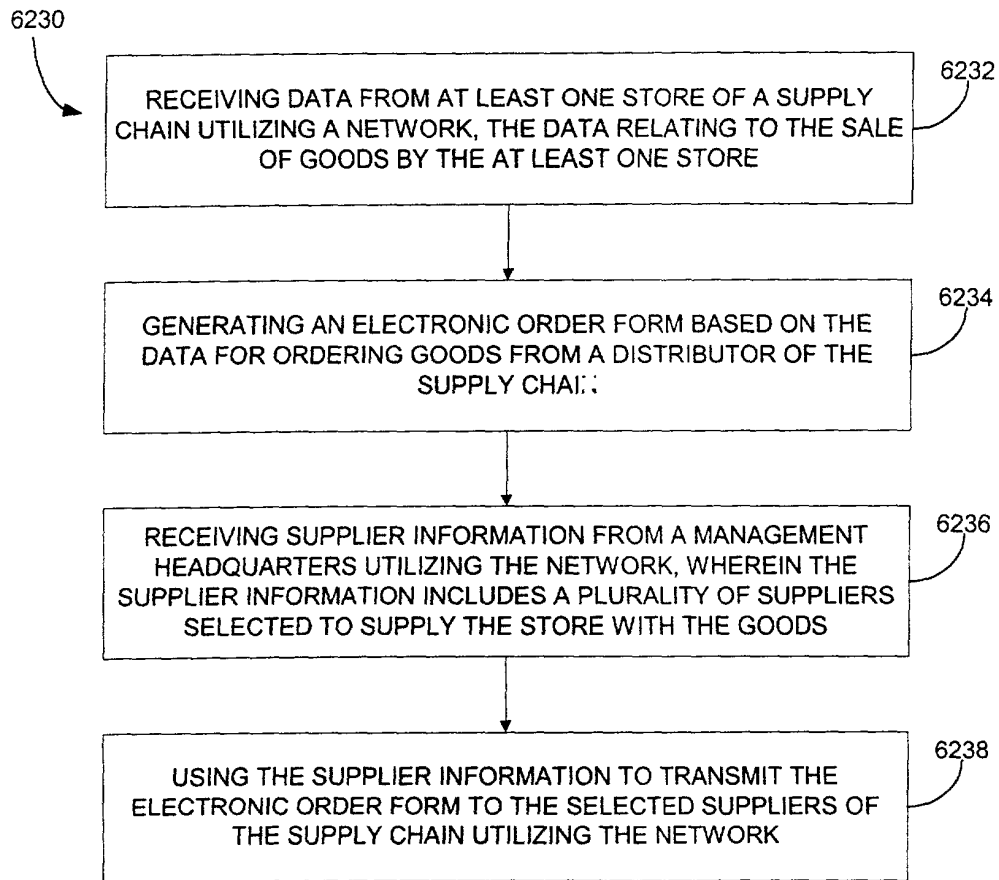 6230
6232
RECEIVING DATA FROM AT LEAST ONE STORE OF A SUPPLY
CHAIN UTILIZING A NETWORK, THE DATA RELATING TO THE SALE
OF GOODS BY THE AT LEAST ONE STORE
6234
GENERATING AN ELECTRONIC ORDER FORM BASED ON THE
DATA FOR ORDERING GOODS FROM A DISTRIBUTOR OF THE
SUPPLY
6236
RECEIVING SUPPLIER INFORMATION FROM A MANAGEMENT
HEADQUARTERS UTILIZING THE NETWORK, WHEREIN THE
SUPPLIER INFORMATION INCLUDES A PLURALITY OF SUPPLIERS
SELECTED TO SUPPLY THE STORE WITH THE GOODS
6238
USING THE SUPPLIER INFORMATION TO TRANSMIT THE
ELECTRONIC ORDER FORM TO THE SELECTED SUPPLIERS OF
THE SUPPLY CHAIN UTILIZING THE NETWORK